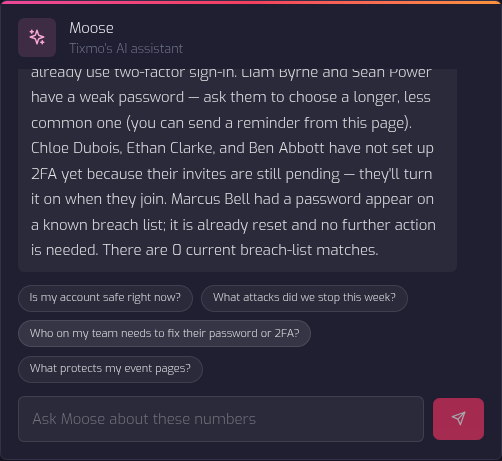 Moose
Tixmo's AI assistant
already use two-factor sign-in. Liam Byrne and Sean Power
have a weak password — ask them to choose a longer, less
common one (you can send a reminder from this page).
Chloe Dubois, Ethan Clarke, and Ben Abbott have not set up
2FA yet because their invites are still pending — they'll turn
it on when they join. Marcus Bell had a password appear on
a known breach list; it is already reset and no further action
is needed. There are 0 current breach-list matches.
Is my account safe right now?
What attacks did we stop this week?
Who on my team needs to fix their password or 2FA?
What protects my event pages?
Ask Moose about these numbers